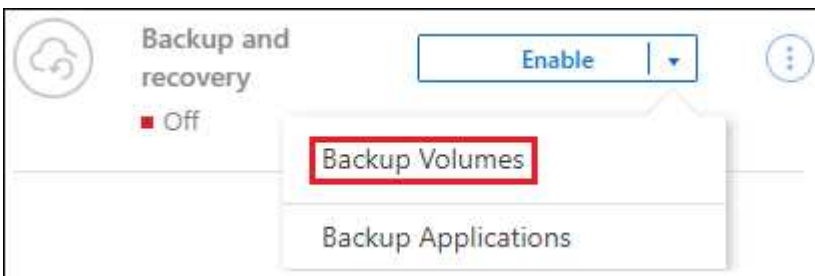 Backup and
recovery
Enable
Off
Backup Volumes
Backup Applications